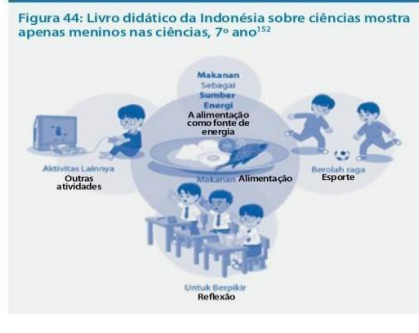 Figura 44: Livro didático da Indonésia sobre ciências mostra
apenas meninos nas ciências, 7º ano¹⁵²
Makanan
Sebagai
Sumber
Energi
A alimentação
como fonte de
energia
Aktivitas Lainnya
Outras
atividades
Makanan Alimentação
Berolah raga
Esporte
Untuk Berpikir
Reflexão